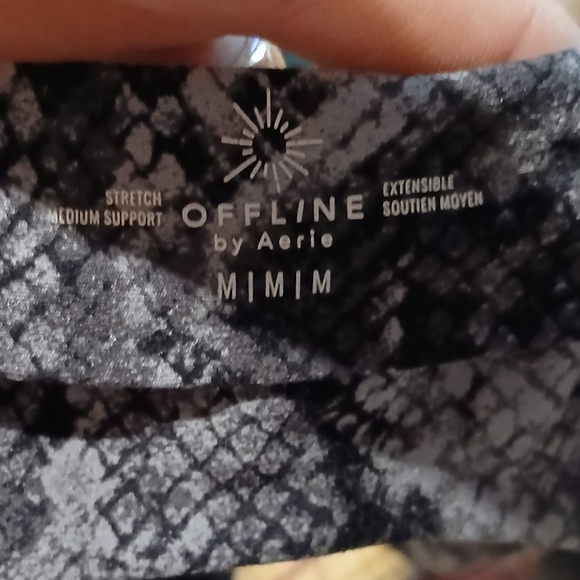 STRETCH
MEDIUM SUPPORT
OFFLINE
by Aerie
EXTENSIBLE
SOUTIEN MOYEN
M|M|M